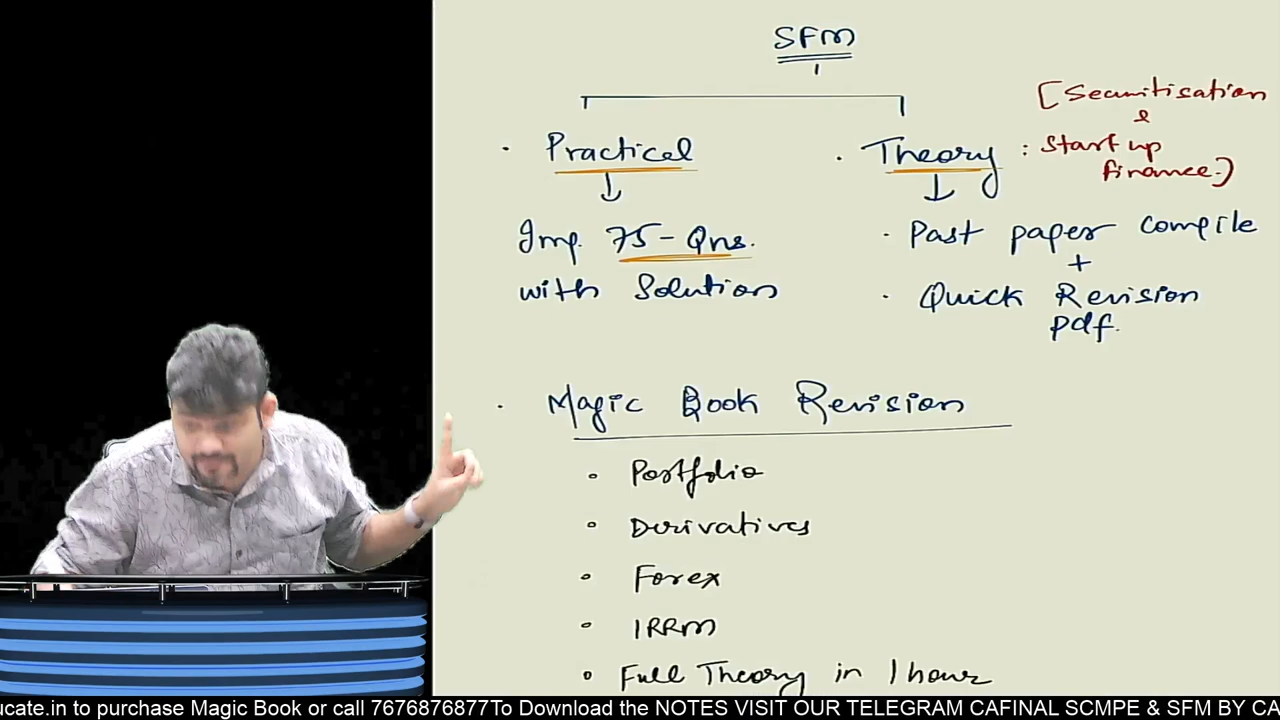 SFM
[Securitisation
&
· Practical
· Theory : Start up
finance.)
Imp. 75 - Qns.
with Solution
· Past paper compile
+
· Quick Revision
pdf.
· Magic Book Revision
◦ Portfolio
◦ Derivatives
◦ Forex
◦ IRRM
◦ Full Theory in 1 hour
ucate.in to purchase Magic Book or call 7676876877To Download the NOTES VISIT OUR TELEGRAM CAFINAL SCMPE & SFM BY CA